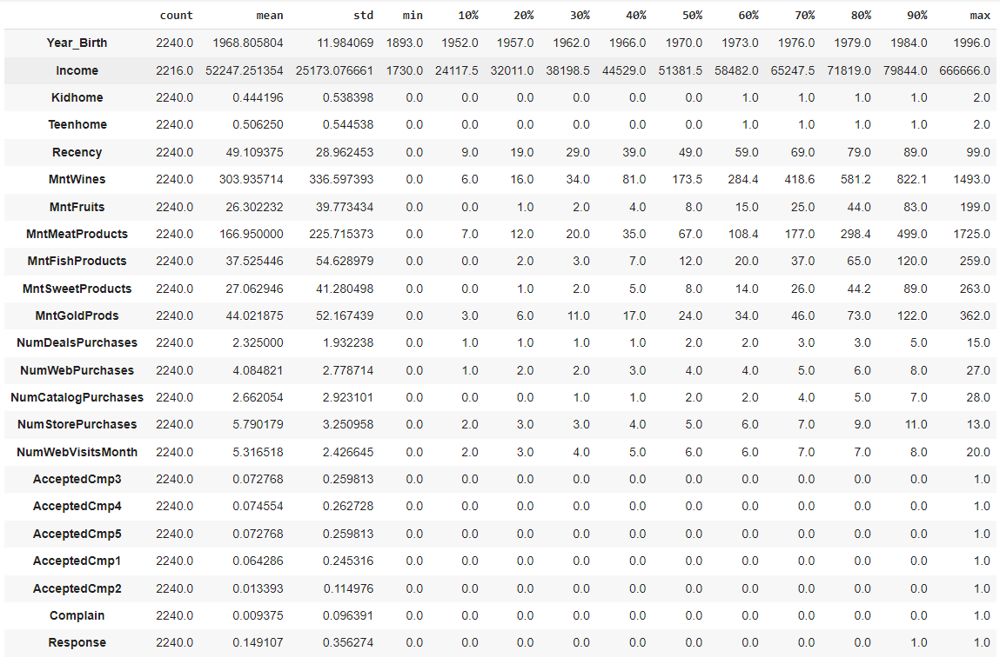 count mean std min 10% 20% 30% 40% 50% 60% 70% 80% 90% max
Year_Birth 2240.0 1968.805804 11.984069 1893.0 1952.0 1957.0 1962.0 1966.0 1970.0 1973.0 1976.0 1979.0 1984.0 1996.0
Income 2216.0 52247.251354 25173.076661 1730.0 24117.5 32011.0 38198.5 44529.0 51381.5 58482.0 65247.5 71819.0 79844.0 666666.0
Kidhome 2240.0 0.444196 0.538398 0.0 0.0 0.0 0.0 0.0 0.0 1.0 1.0 1.0 1.0 2.0
Teenhome 2240.0 0.506250 0.544538 0.0 0.0 0.0 0.0 0.0 0.0 1.0 1.0 1.0 1.0 2.0
Recency 2240.0 49.109375 28.962453 0.0 9.0 19.0 29.0 39.0 49.0 59.0 69.0 79.0 89.0 99.0
MntWines 2240.0 303.935714 336.597393 0.0 6.0 16.0 34.0 81.0 173.5 284.4 418.6 581.2 822.1 1493.0
MntFruits 2240.0 26.302232 39.773434 0.0 0.0 1.0 2.0 4.0 8.0 15.0 25.0 44.0 83.0 199.0
MntMeatProducts 2240.0 166.950000 225.715373 0.0 7.0 12.0 20.0 35.0 67.0 108.4 177.0 298.4 499.0 1725.0
MntFishProducts 2240.0 37.525446 54.628979 0.0 0.0 2.0 3.0 7.0 12.0 20.0 37.0 65.0 120.0 259.0
MntSweetProducts 2240.0 27.062946 41.280498 0.0 0.0 1.0 2.0 5.0 8.0 14.0 26.0 44.2 89.0 263.0
MntGoldProds 2240.0 44.021875 52.167439 0.0 3.0 6.0 11.0 17.0 24.0 34.0 46.0 73.0 122.0 362.0
NumDealsPurchases 2240.0 2.325000 1.932238 0.0 1.0 1.0 1.0 1.0 2.0 2.0 3.0 3.0 5.0 15.0
NumWebPurchases 2240.0 4.084821 2.778714 0.0 1.0 2.0 2.0 3.0 4.0 4.0 5.0 6.0 8.0 27.0
NumCatalogPurchases 2240.0 2.662054 2.923101 0.0 0.0 0.0 1.0 1.0 2.0 2.0 4.0 5.0 7.0 28.0
NumStorePurchases 2240.0 5.790179 3.250958 0.0 2.0 3.0 3.0 4.0 5.0 6.0 7.0 9.0 11.0 13.0
NumWebVisitsMonth 2240.0 5.316518 2.426645 0.0 2.0 3.0 4.0 5.0 6.0 6.0 7.0 7.0 8.0 20.0
AcceptedCmp3 2240.0 0.072768 0.259813 0.0 0.0 0.0 0.0 0.0 0.0 0.0 0.0 0.0 0.0 1.0
AcceptedCmp4 2240.0 0.074554 0.262728 0.0 0.0 0.0 0.0 0.0 0.0 0.0 0.0 0.0 0.0 1.0
AcceptedCmp5 2240.0 0.072768 0.259813 0.0 0.0 0.0 0.0 0.0 0.0 0.0 0.0 0.0 0.0 1.0
AcceptedCmp1 2240.0 0.064286 0.245316 0.0 0.0 0.0 0.0 0.0 0.0 0.0 0.0 0.0 0.0 1.0
AcceptedCmp2 2240.0 0.013393 0.114976 0.0 0.0 0.0 0.0 0.0 0.0 0.0 0.0 0.0 0.0 1.0
Complain 2240.0 0.009375 0.096391 0.0 0.0 0.0 0.0 0.0 0.0 0.0 0.0 0.0 0.0 1.0
Response 2240.0 0.149107 0.356274 0.0 0.0 0.0 0.0 0.0 0.0 0.0 0.0 0.0 1.0 1.0